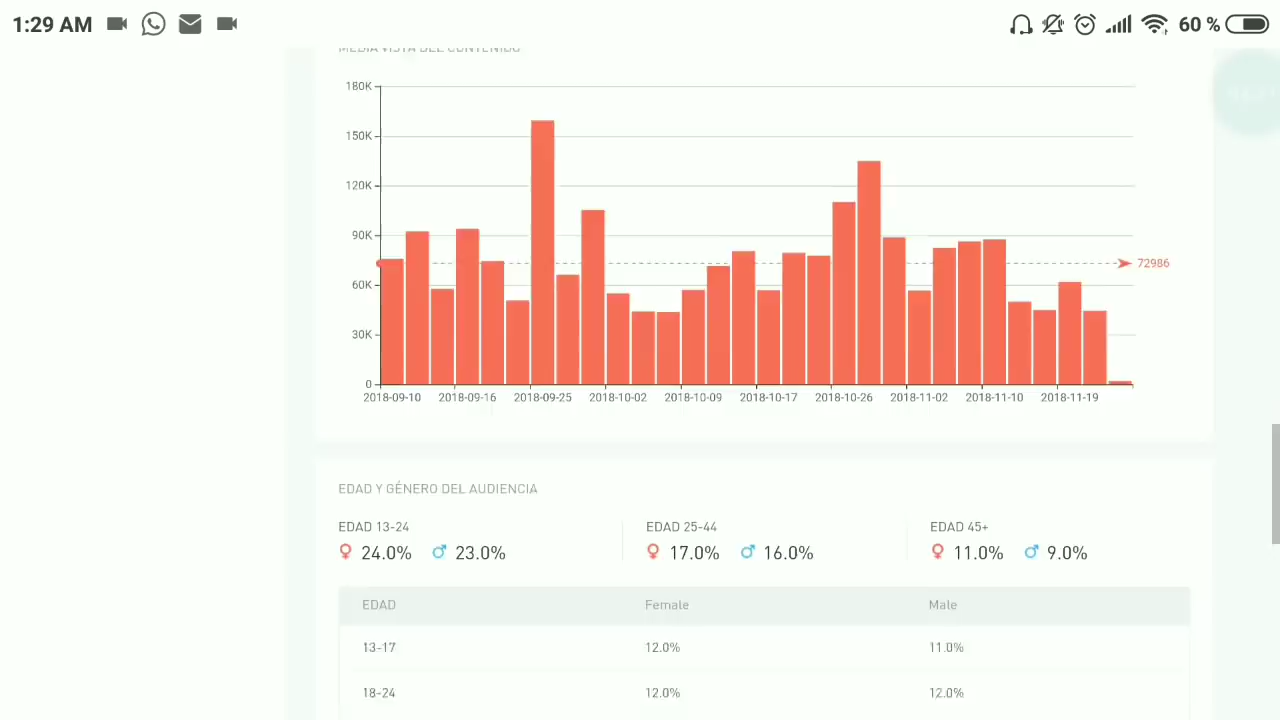 1:29 AM 60 %
MEDIA VISTA DEL CONTENIDO
180K
150K
120K
90K
72986
60K
30K
0
2018-09-10 2018-09-16 2018-09-25 2018-10-02 2018-10-09 2018-10-17 2018-10-26 2018-11-02 2018-11-10 2018-11-19
EDAD Y GÉNERO DEL AUDIENCIA
EDAD 13-24 EDAD 25-44 EDAD 45+
♀ 24.0% ♂ 23.0% ♀ 17.0% ♂ 16.0% ♀ 11.0% ♂ 9.0%
EDAD Female Male
13-17 12.0% 11.0%
18-24 12.0% 12.0%